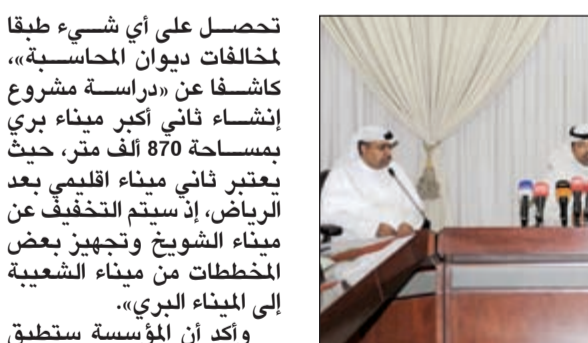 تحصل على أي شيء طبقا
لمخالفات ديوان المحاسبة»،
كاشفا عن «دراسة مشروع
إنشاء ثاني أكبر ميناء بري
بمساحة 870 ألف متر، حيث
يعتبر ثاني ميناء اقليمي بعد
الرياض، إذ سيتم التخفيف عن
ميناء الشويخ وتجهيز بعض
المخططات من ميناء الشعيبة
إلى الميناء البري».
وأكد أن المؤسسة ستطبق